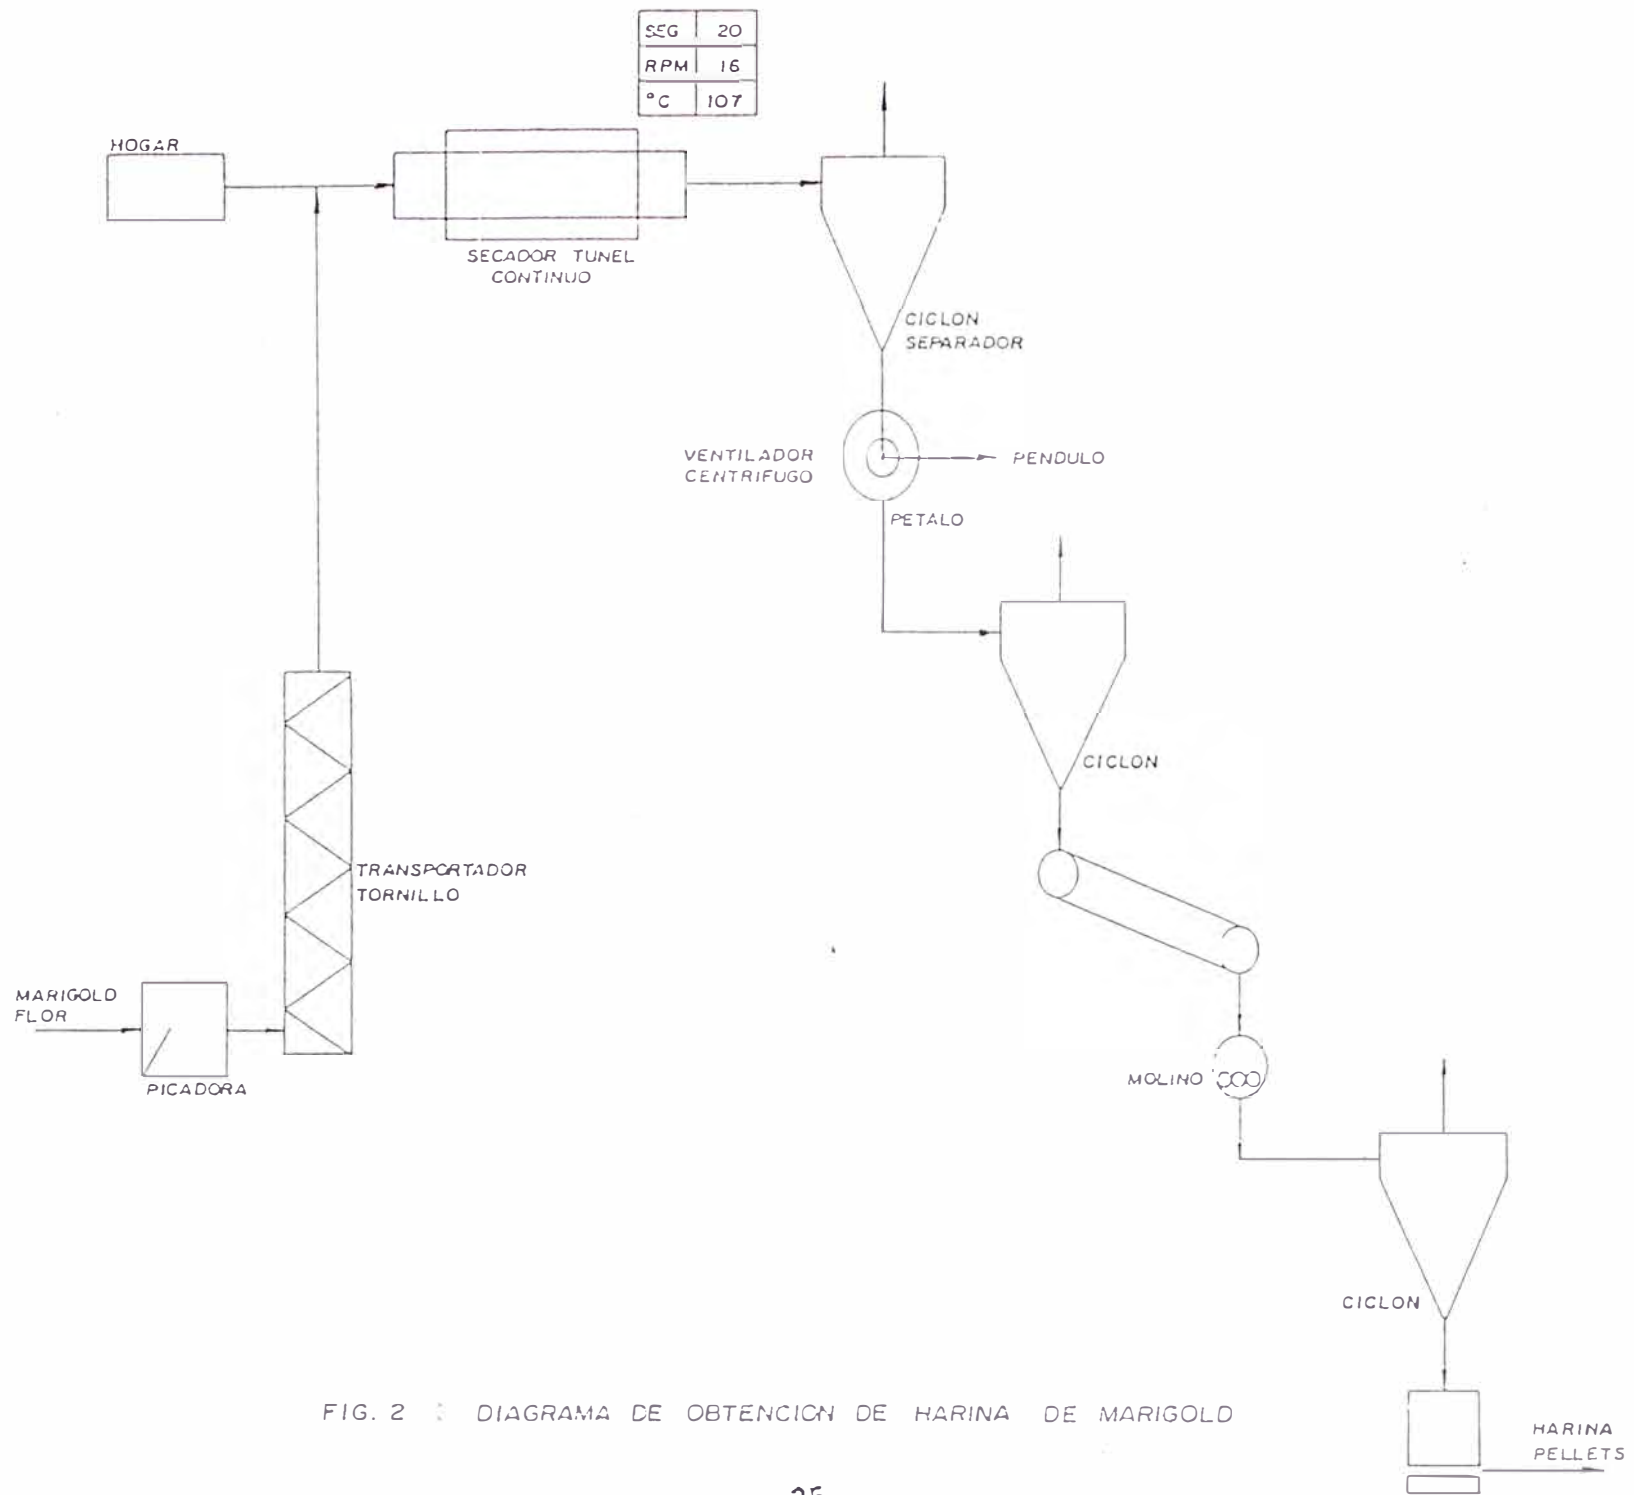 SEG 20
RPM 16
°C 107
HOGAR
SECADOR TUNEL
CONTINUO
CICLON
SEPARADOR
VENTILADOR
CENTRIFUGO
PENDULO
PETALO
CICLON
TRANSPORTADOR
TORNILLO
MARIGOLD
FLOR
PICADORA
MOLINO
CICLON
HARINA
PELLETS
FIG. 2 : DIAGRAMA DE OBTENCION DE HARINA DE MARIGOLD